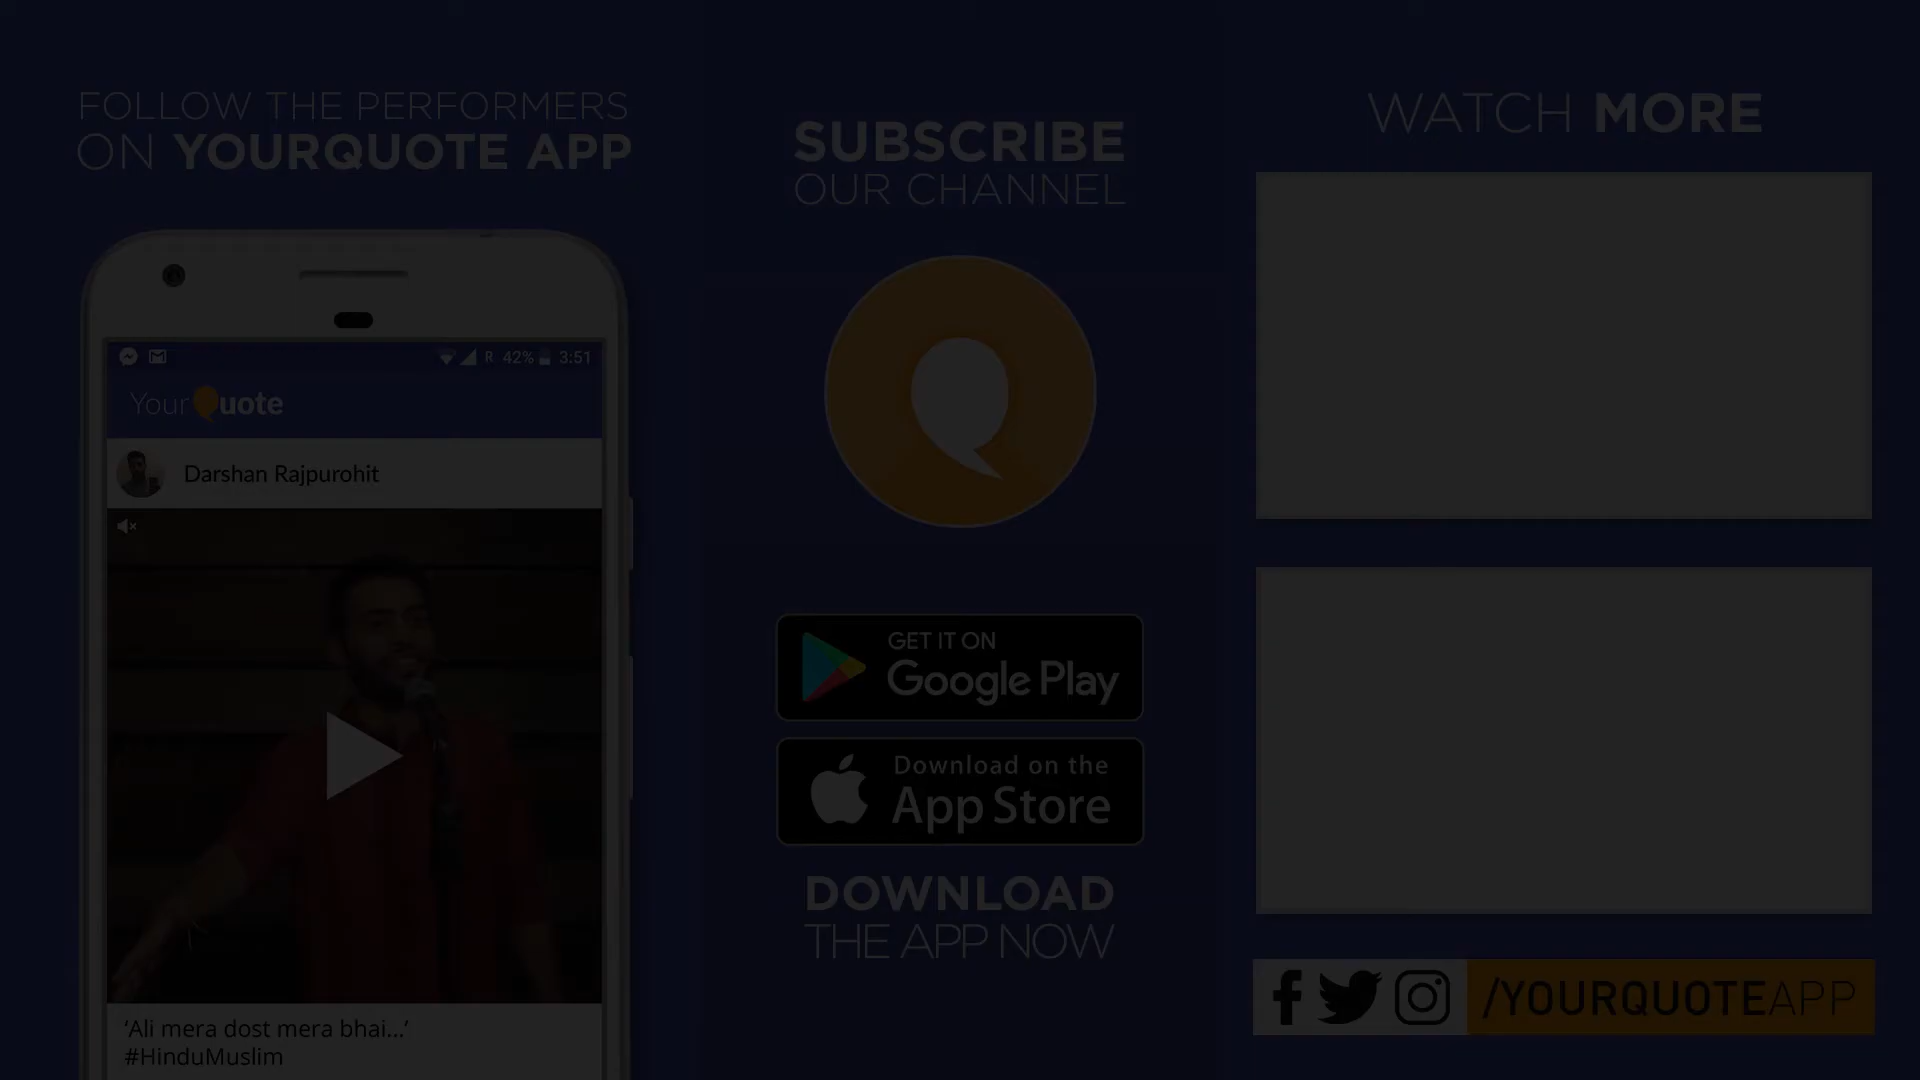 FOLLOW THE PERFORMERS
ON YOURQUOTE APP
R 42% 3:51
YourQuote
Darshan Rajpurohit
‘Ali mera dost mera bhai...’
#HinduMuslim
SUBSCRIBE
OUR CHANNEL
GET IT ON
Google Play
Download on the
App Store
DOWNLOAD
THE APP NOW
WATCH MORE
/YOURQUOTEAPP